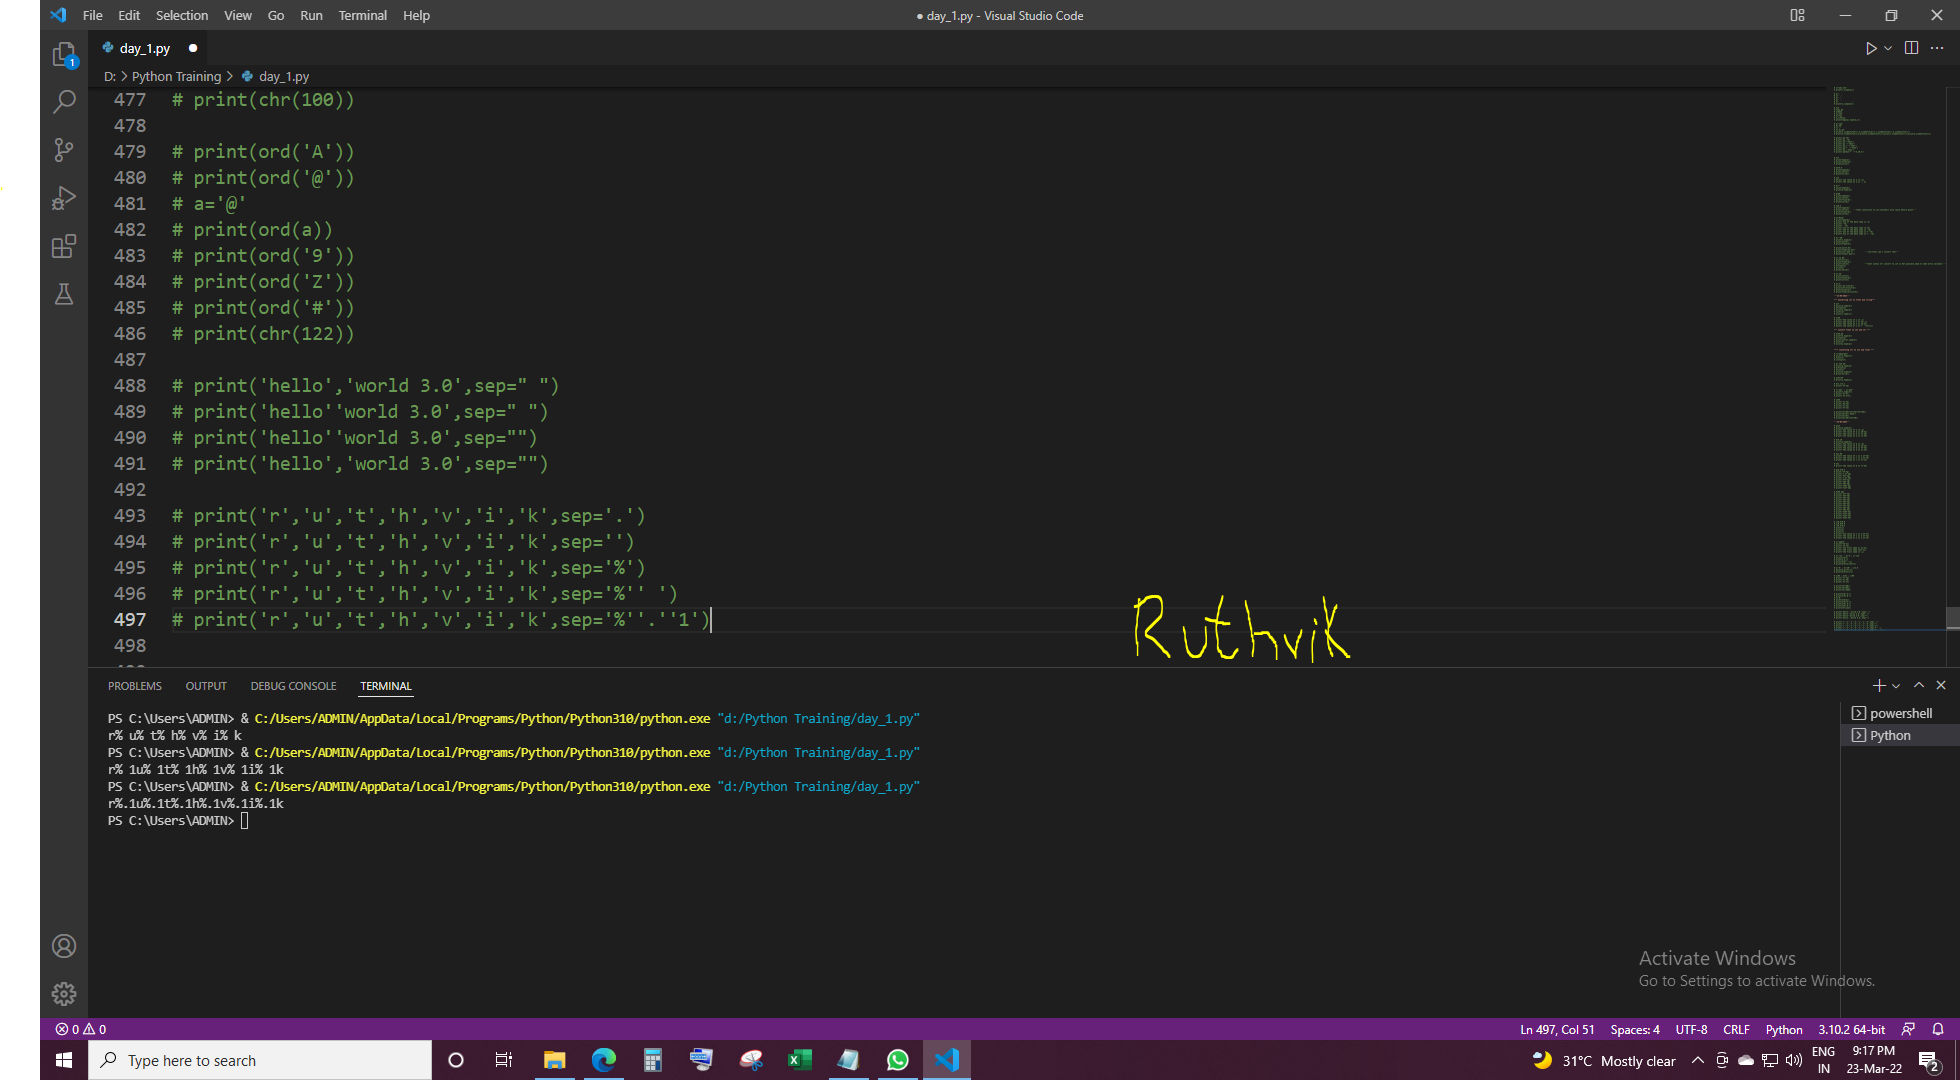 File Edit Selection View Go Run Terminal Help
● day_1.py - Visual Studio Code
day_1.py ●
D: > Python Training > day_1.py
477 # print(chr(100))
478
479 # print(ord('A'))
480 # print(ord('@'))
481 # a='@'
482 # print(ord(a))
483 # print(ord('9'))
484 # print(ord('Z'))
485 # print(ord('#'))
486 # print(chr(122))
487
488 # print('hello','world 3.0',sep=" ")
489 # print('hello''world 3.0',sep=" ")
490 # print('hello''world 3.0',sep="")
491 # print('hello','world 3.0',sep="")
492
493 # print('r','u','t','h','v','i','k',sep='.')
494 # print('r','u','t','h','v','i','k',sep='')
495 # print('r','u','t','h','v','i','k',sep='%')
496 # print('r','u','t','h','v','i','k',sep='%'' ')
497 # print('r','u','t','h','v','i','k',sep='%''.''1')
498
Ruthvik
PROBLEMS OUTPUT DEBUG CONSOLE TERMINAL
PS C:\Users\ADMIN> & C:/Users/ADMIN/AppData/Local/Programs/Python/Python310/python.exe "d:/Python Training/day_1.py"
r% u% t% h% v% i% k
PS C:\Users\ADMIN> & C:/Users/ADMIN/AppData/Local/Programs/Python/Python310/python.exe "d:/Python Training/day_1.py"
r% 1u% 1t% 1h% 1v% 1i% 1k
PS C:\Users\ADMIN> & C:/Users/ADMIN/AppData/Local/Programs/Python/Python310/python.exe "d:/Python Training/day_1.py"
r%.1u%.1t%.1h%.1v%.1i%.1k
PS C:\Users\ADMIN>
powershell
Python
Activate Windows
Go to Settings to activate Windows.
0 0
Ln 497, Col 51 Spaces: 4 UTF-8 CRLF Python 3.10.2 64-bit
Type here to search
31°C Mostly clear
ENG
IN
9:17 PM
23-Mar-22
2
1